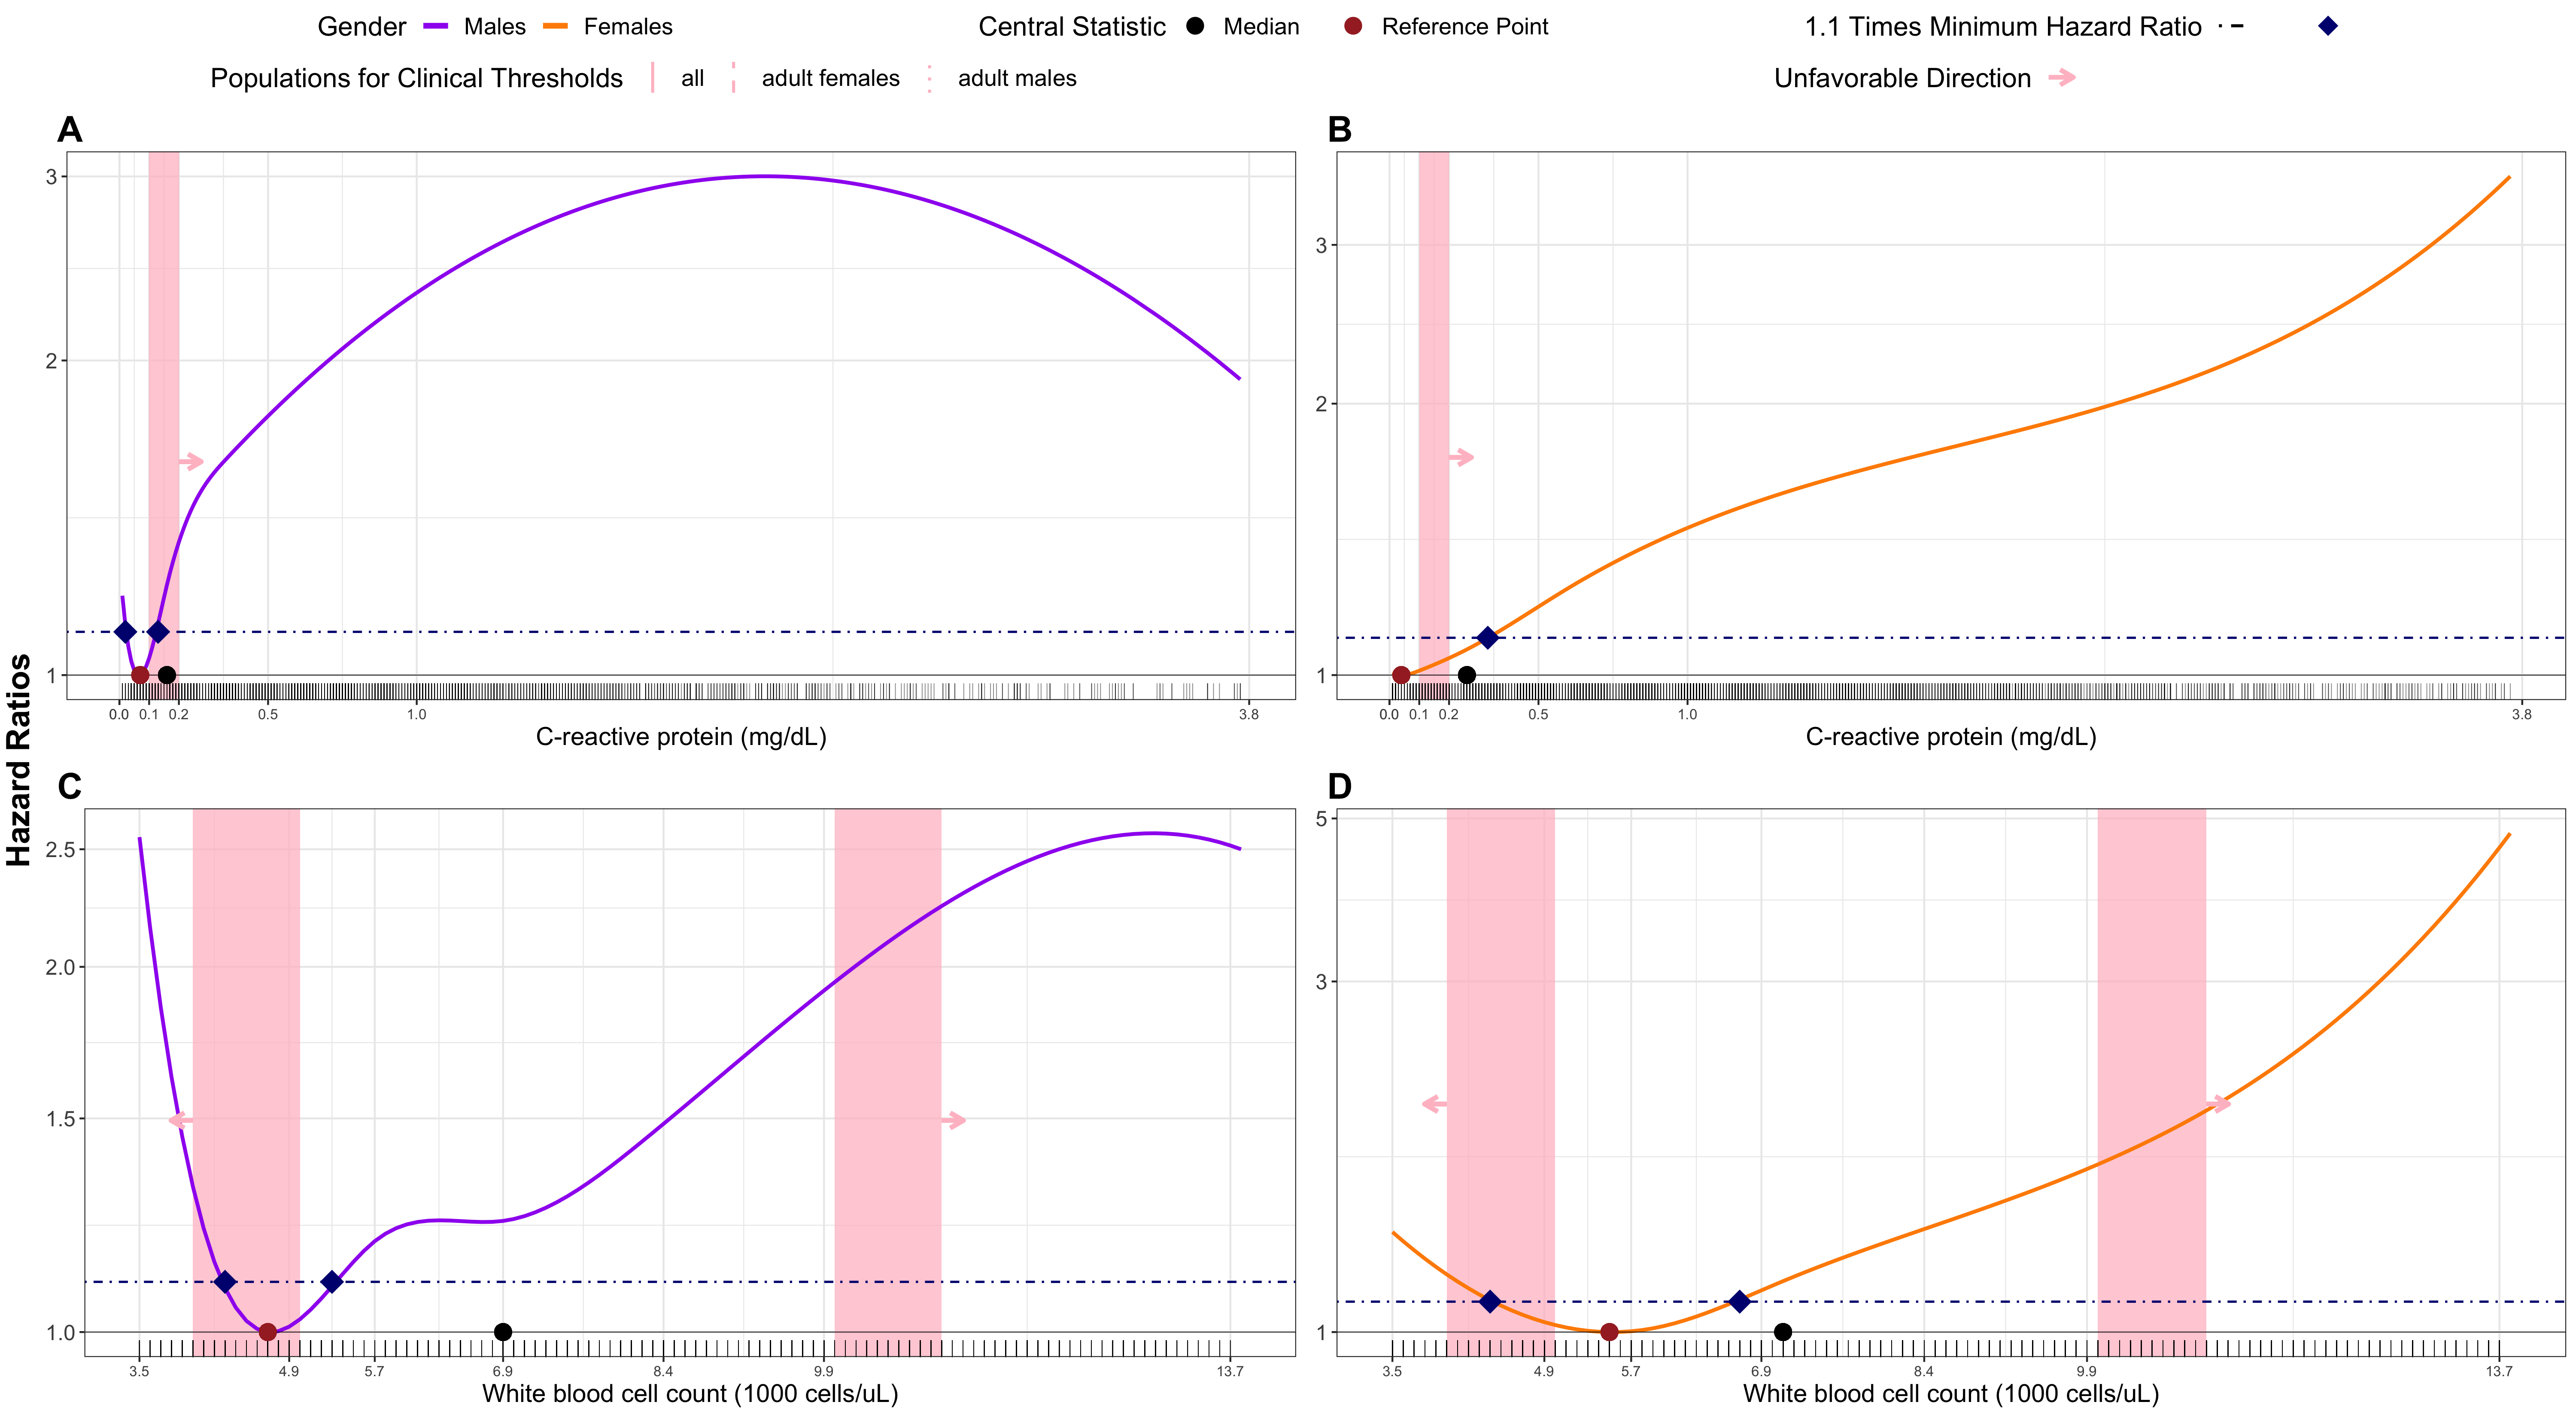 Gender Males Females Central Statistic Median Reference Point 1.1 Times Minimum Hazard Ratio
Populations for Clinical Thresholds all adult females adult males Unfavorable Direction
Hazard Ratios
A
3
2
1
0.0 0.1 0.2 0.5 1.0 3.8
C-reactive protein (mg/dL)
B
3
2
1
0.0 0.1 0.2 0.5 1.0 3.8
C-reactive protein (mg/dL)
C
2.5
2.0
1.5
1.0
3.5 4.9 5.7 6.9 8.4 9.9 13.7
White blood cell count (1000 cells/uL)
D
5
3
1
3.5 4.9 5.7 6.9 8.4 9.9 13.7
White blood cell count (1000 cells/uL)